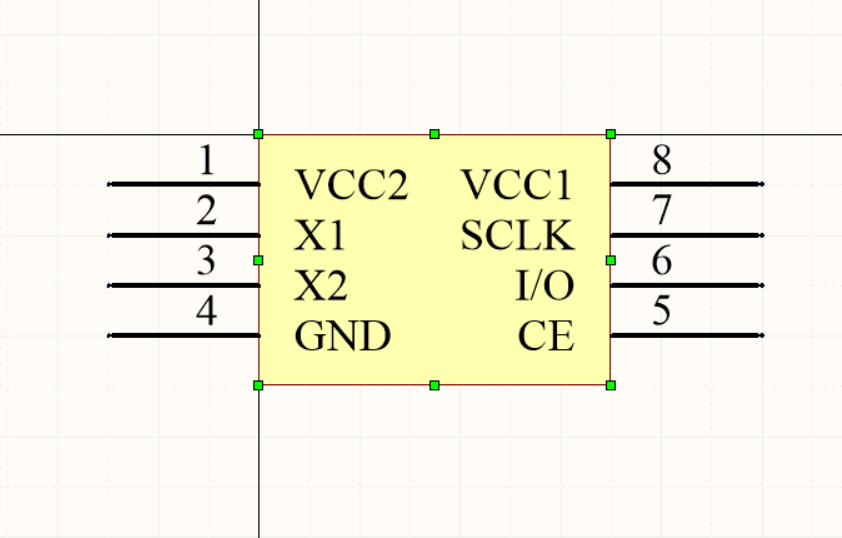 1 VCC2 VCC1 8
2 X1 SCLK 7
3 X2 I/O 6
4 GND CE 5